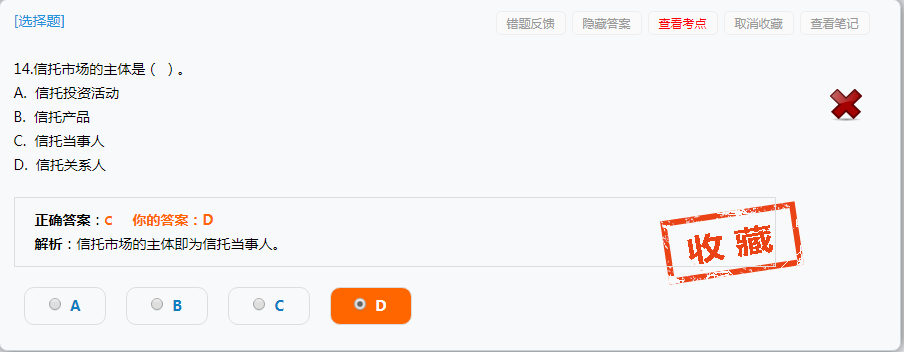 [选择题]
错题反馈 隐藏答案 查看考点 取消收藏 查看笔记
14.信托市场的主体是（ ）。
A. 信托投资活动
B. 信托产品
C. 信托当事人
D. 信托关系人
正确答案：C 你的答案：D
解析：信托市场的主体即为信托当事人。
收藏
A B C D